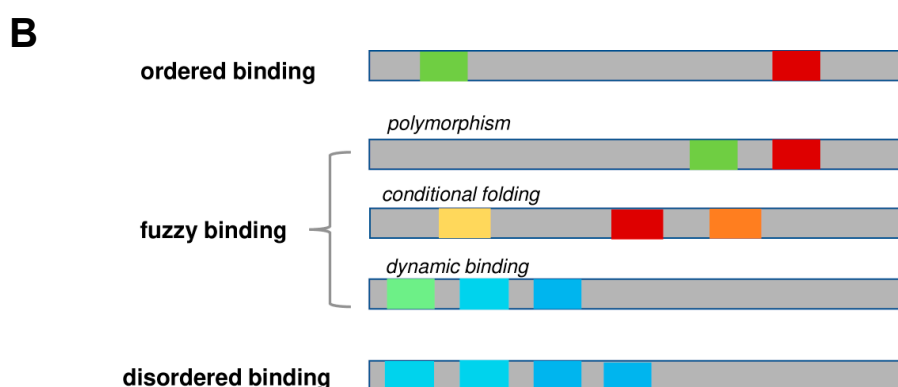 B
ordered binding
polymorphism
conditional folding
fuzzy binding
dynamic binding
disordered binding